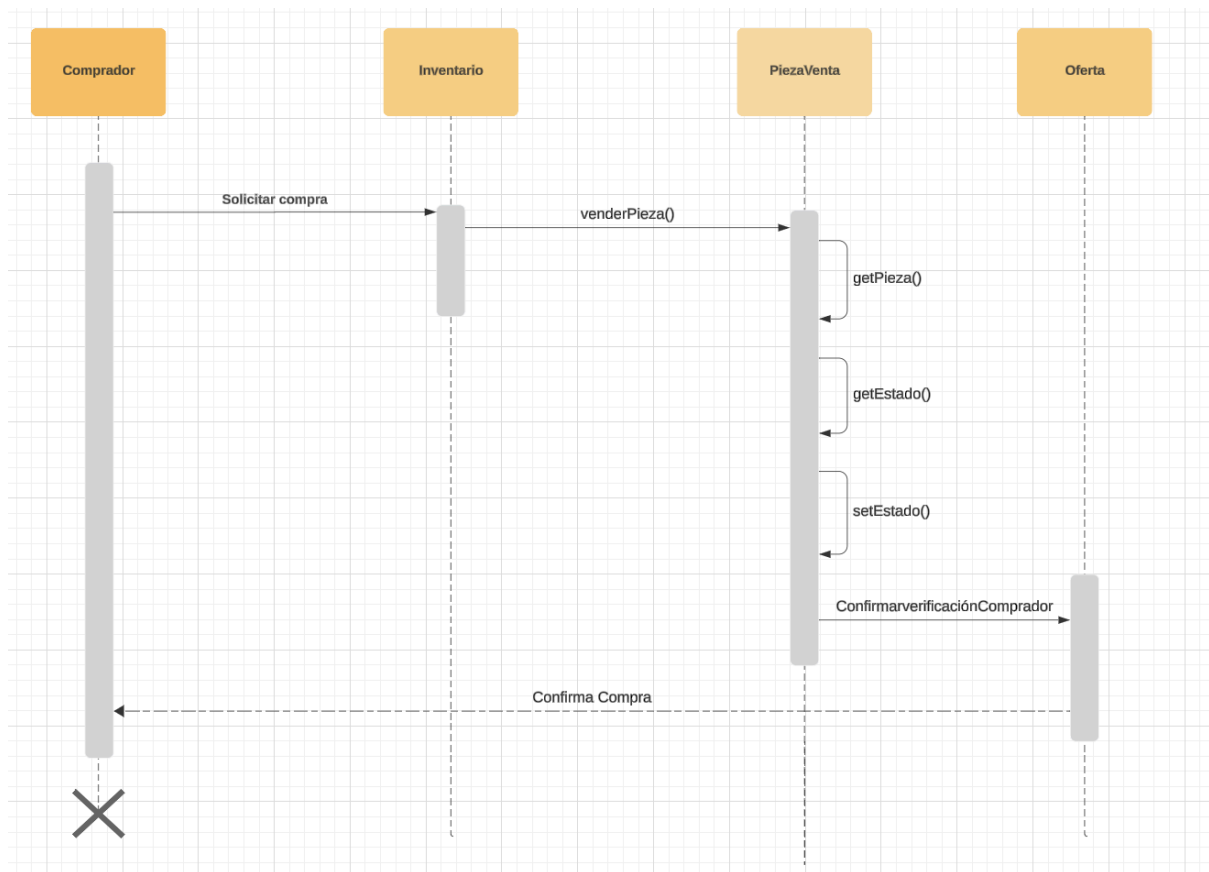 Comprador
Inventario
PiezaVenta
Oferta
Solicitar compra
venderPieza()
getPieza()
getEstado()
setEstado()
ConfirmarverificaciónComprador
Confirma Compra